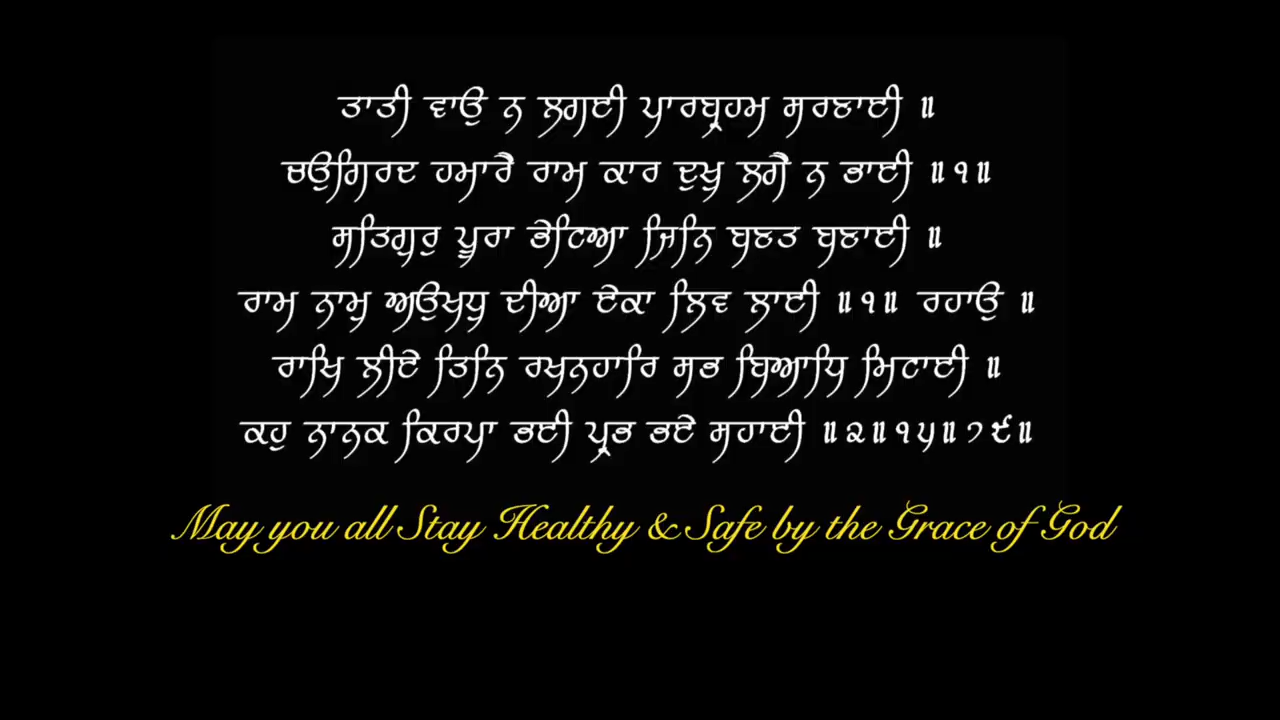 ਤਾਤੀ ਵਾਉ ਨ ਲਗਈ ਪਾਰਬ੍ਰਹਮ ਸਰਣਾਈ ॥
ਚਉਗਿਰਦ ਹਮਾਰੈ ਰਾਮ ਕਾਰ ਦੁਖੁ ਲਗੈ ਨ ਭਾਈ ॥੧॥
ਸਤਿਗੁਰੁ ਪੂਰਾ ਭੇਟਿਆ ਜਿਨਿ ਬਣਤ ਬਣਾਈ ॥
ਰਾਮ ਨਾਮੁ ਅਉਖਧੁ ਦੀਆ ਏਕਾ ਲਿਵ ਲਾਈ ॥੧॥ ਰਹਾਉ ॥
ਰਾਖਿ ਲੀਏ ਤਿਨਿ ਰਖਨਹਾਰਿ ਸਭ ਬਿਆਧਿ ਮਿਟਾਈ ॥
ਕਹੁ ਨਾਨਕ ਕਿਰਪਾ ਭਈ ਪ੍ਰਭ ਭਏ ਸਹਾਈ ॥੨॥੧੫॥੭੯॥
May you all Stay Healthy & Safe by the Grace of God